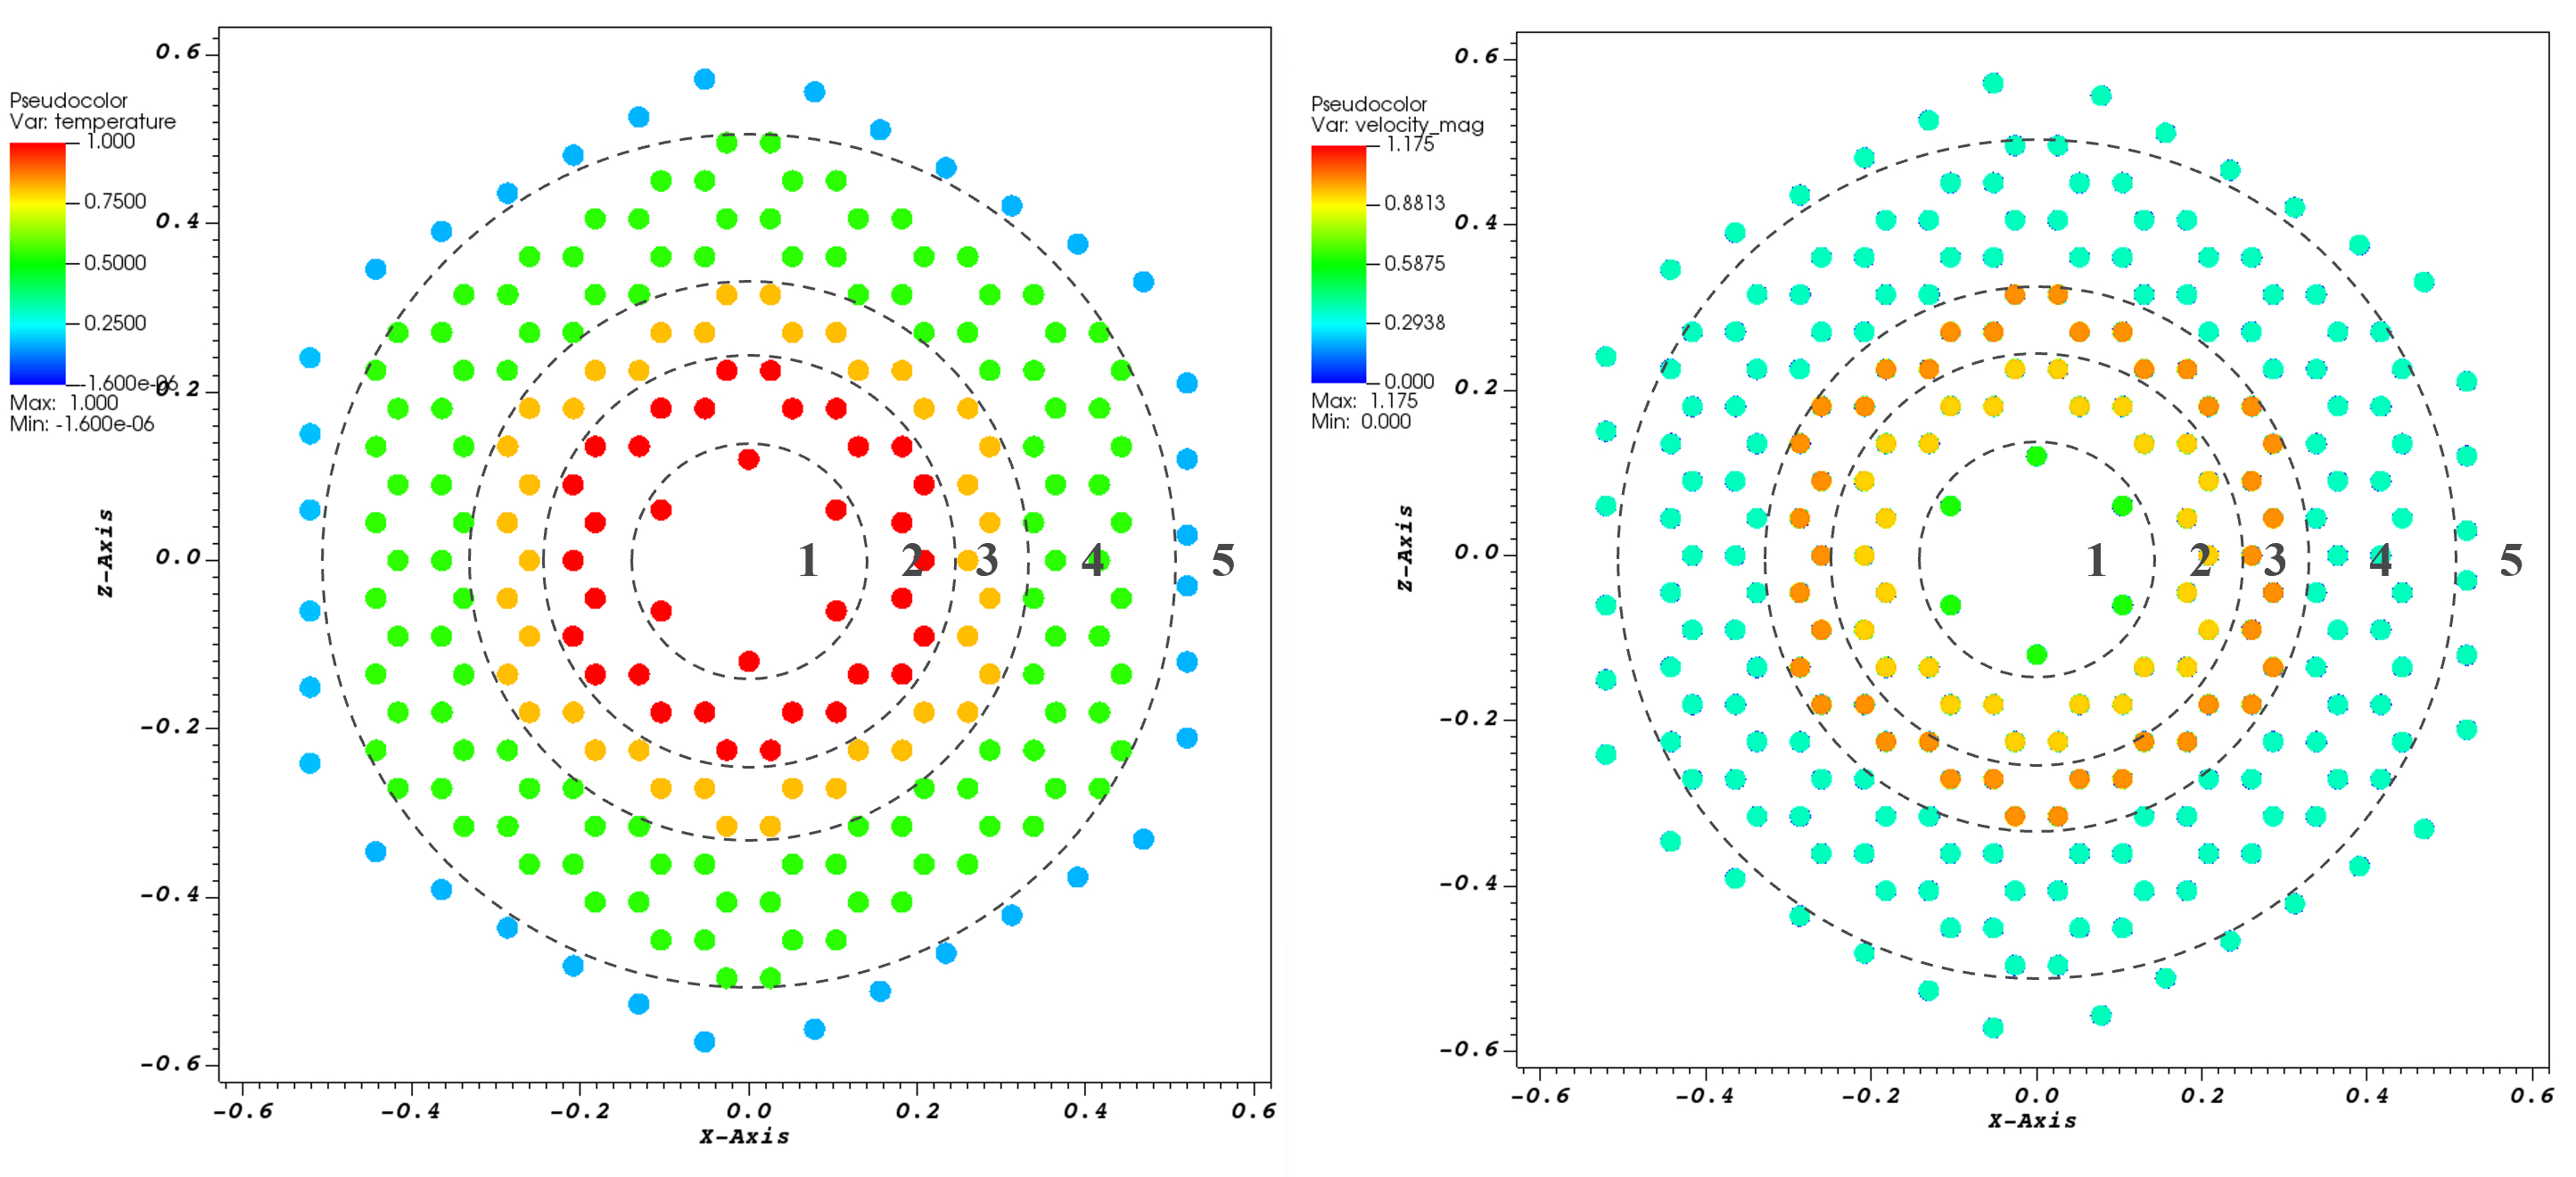 Pseudocolor
Var: temperature
1.000
0.7500
0.5000
0.2500
-1.600e-06
Max: 1.000
Min: -1.600e-06
0.6
0.4
0.2
0.0
-0.2
-0.4
-0.6
Z-Axis
1 2 3 4 5
-0.6 -0.4 -0.2 0.0 0.2 0.4 0.6
X-Axis
Pseudocolor
Var: velocity_mag
1.175
0.8813
0.5875
0.2938
0.000
Max: 1.175
Min: 0.000
0.6
0.4
0.2
0.0
-0.2
-0.4
-0.6
Z-Axis
1 2 3 4 5
-0.6 -0.4 -0.2 0.0 0.2 0.4 0.6
X-Axis